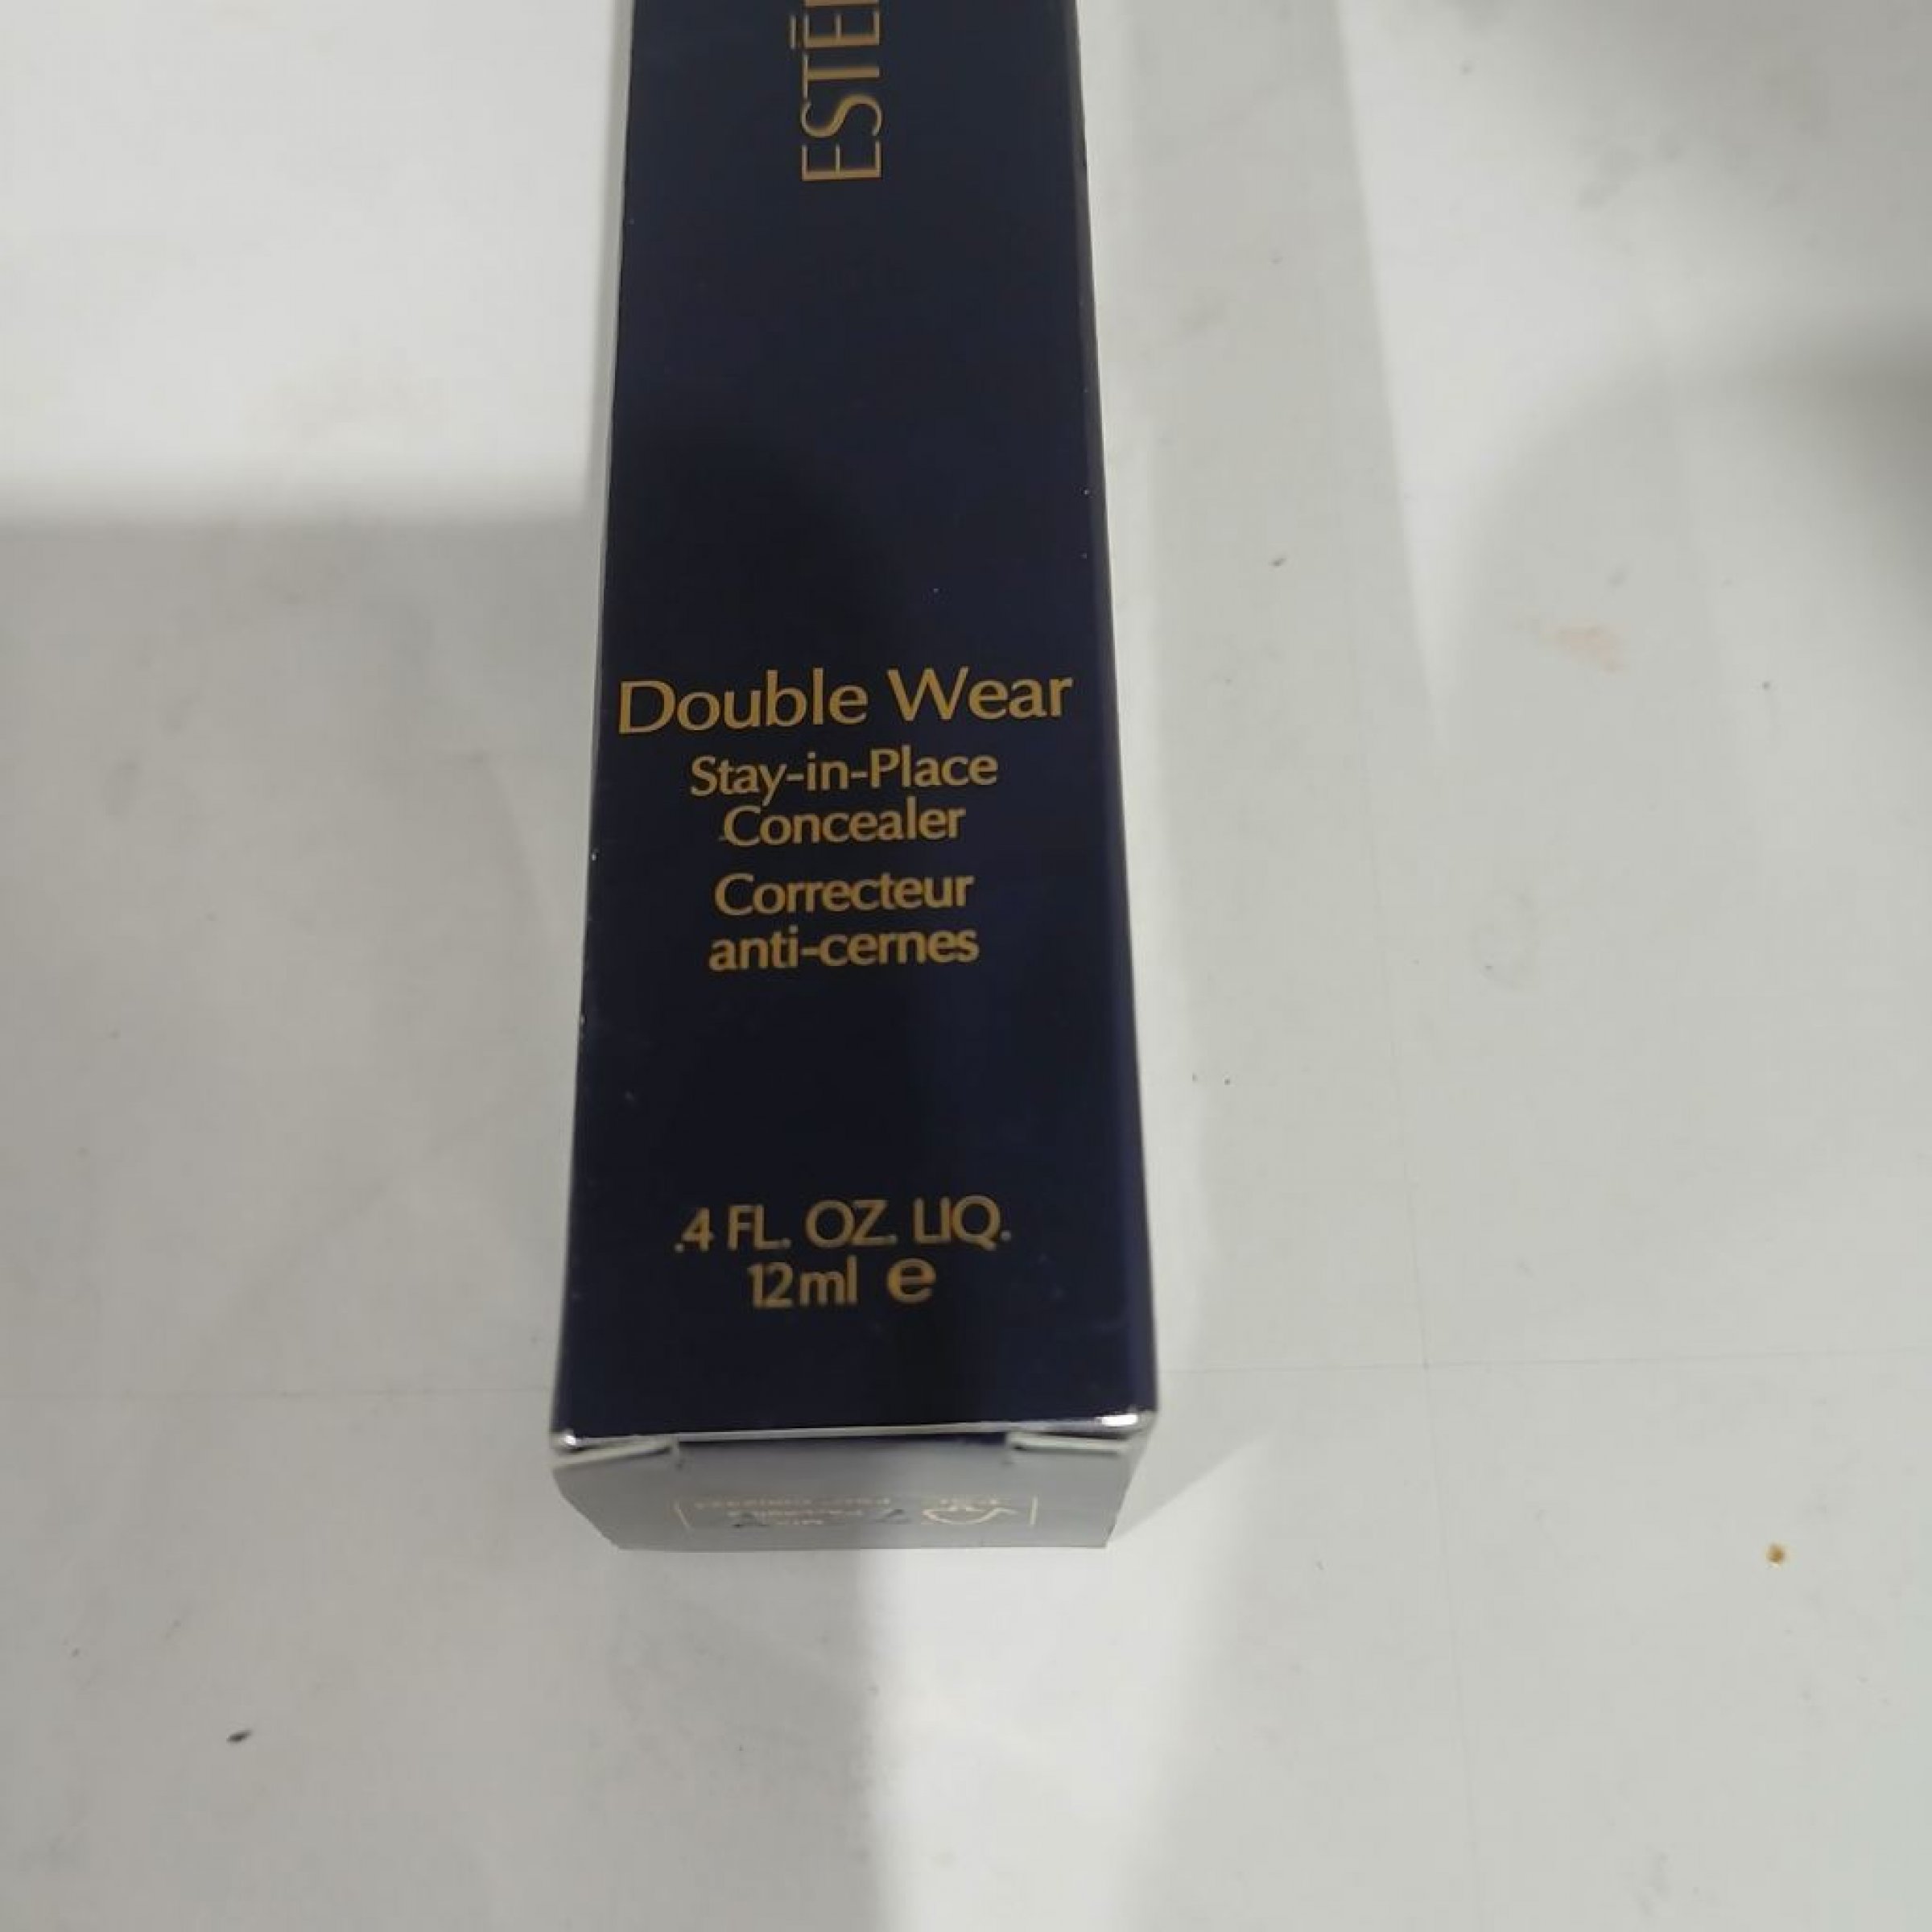 ESTĒE
Double Wear
Stay-in-Place
Concealer
Correcteur
anti-cernes
.4 FL. OZ. LIQ.
12ml e